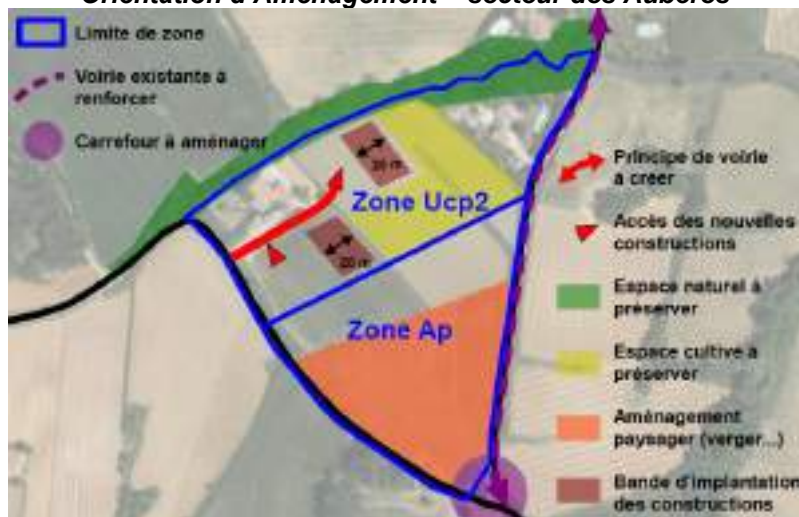 Orientation d'Aménagement – secteur des Aubères
Limite de zone
Voirie existante à
renforcer
Carrefour à aménager
20 m
Zone Ucp2
20 m
Zone Ap
Principe de voirie
à creer
Accès des nouvelles
constructions
Espace naturel à
préserver
Espace cultive à
préserver
Aménagement
paysager (verger...)
Bande d'implantation
des constructions